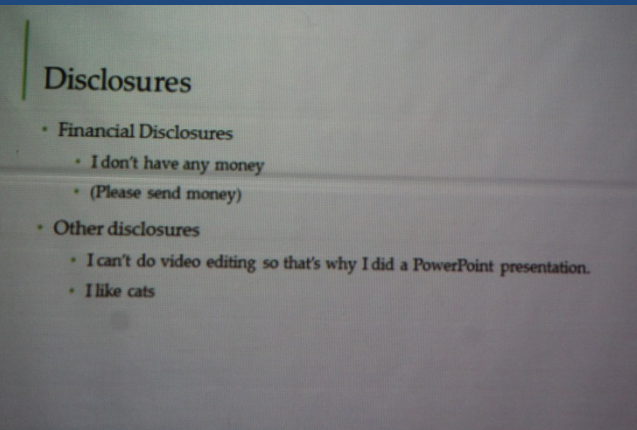 Disclosures
Financial Disclosures
I don't have any money
(Please send money)
Other disclosures
I can't do video editing so that's why I did a PowerPoint presentation.
I like cats